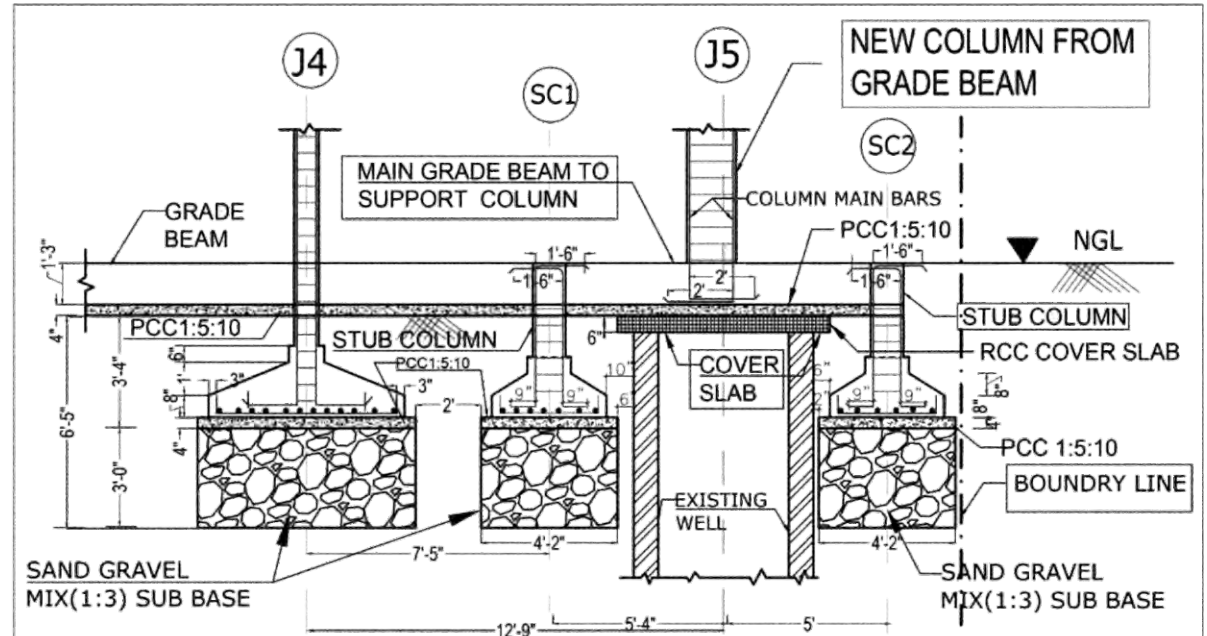 J4
SC1
J5
NEW COLUMN FROM
GRADE BEAM
SC2
MAIN GRADE BEAM TO
SUPPORT COLUMN
COLUMN MAIN BARS
GRADE
BEAM
PCC1:5:10
NGL
1'-6"
1'-6"
1'-3"
1'-6"
2'
2'
1'-6"
STUB COLUMN
4"
PCC1:5:10
STUB COLUMN
6"
RCC COVER SLAB
PCC1:5:10
COVER
SLAB
6"
3'-4"
1'
3"
3"
8"
2'
9"
9"
10"
6"
6"
2"
9"
9"
8"
8"
6'-5"
4"
PCC 1:5:10
3'-0"
EXISTING
WELL
BOUNDRY LINE
4'-2"
4'-2"
7'-5"
SAND GRAVEL
MIX(1:3) SUB BASE
SAND GRAVEL
MIX(1:3) SUB BASE
5'-4"
5'
12'-9"